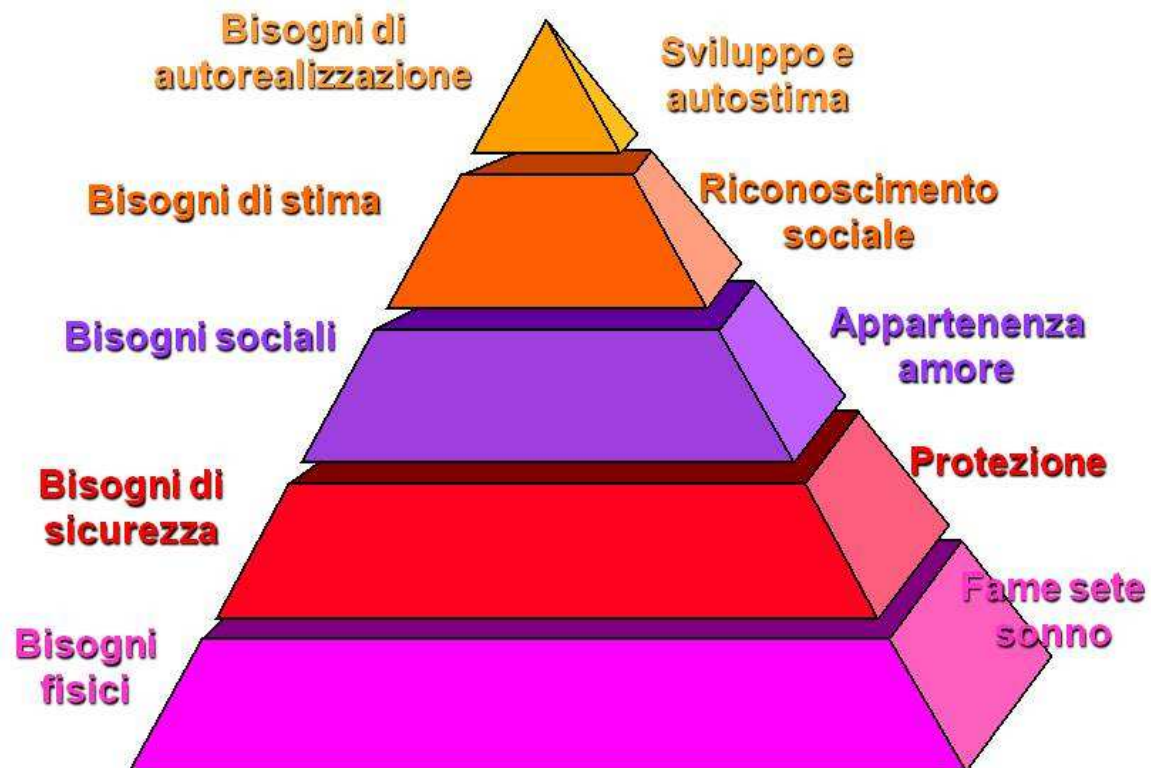 Bisogni di
autorealizzazione
Sviluppo e
autostima
Bisogni di stima
Riconoscimento
sociale
Bisogni sociali
Appartenenza
amore
Bisogni di
sicurezza
Protezione
Bisogni
fisici
Fame sete
sonno